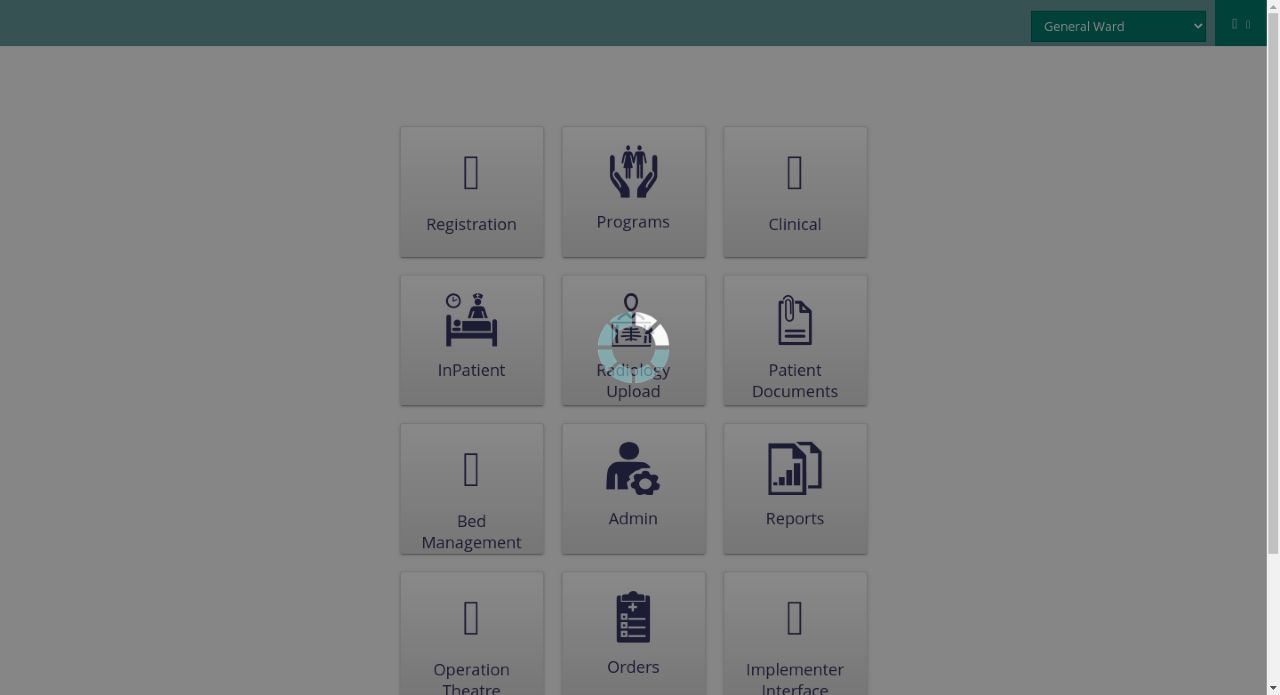 General Ward
Registration
Programs
Clinical
InPatient
Radiology
Upload
Patient
Documents
Bed
Management
Admin
Reports
Operation
Theatre
Orders
Implementer
Interface